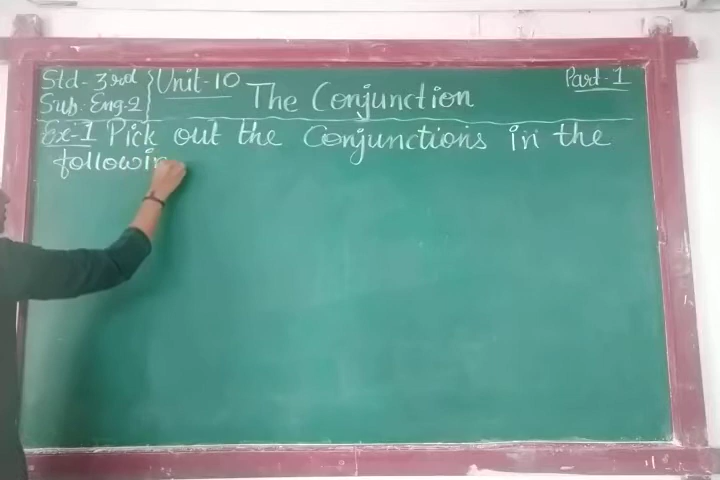 Std - 3rd Unit - 10 Part - 1
Sub. Eng-2 The Conjunction
Ex-1 Pick out the Conjunctions in the
followin